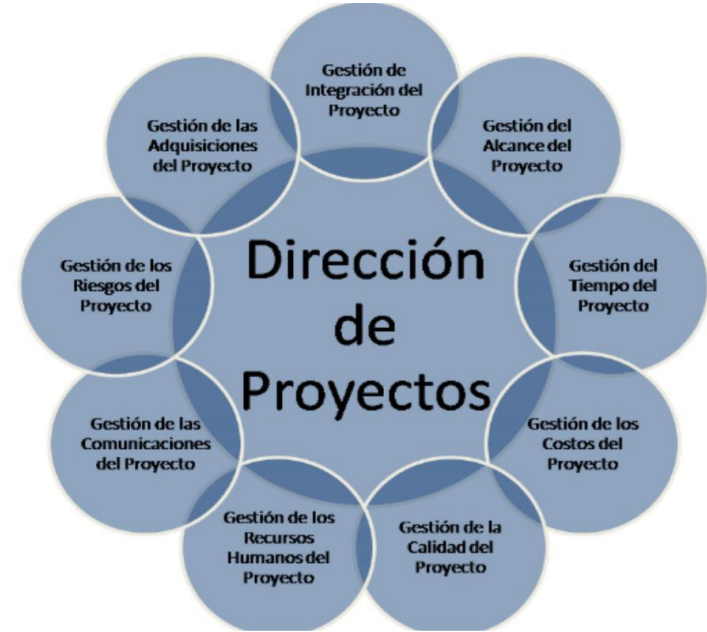 Gestión de
Integración del
Proyecto
Gestión del
Alcance del
Proyecto
Gestión del
Tiempo del
Proyecto
Gestión de los
Costos del
Proyecto
Gestión de la
Calidad del
Proyecto
Gestión de los
Recursos
Humanos del
Proyecto
Gestión de las
Comunicaciones
del Proyecto
Gestión de los
Riesgos del
Proyecto
Gestión de las
Adquisiciones
del Proyecto
Dirección
de
Proyectos